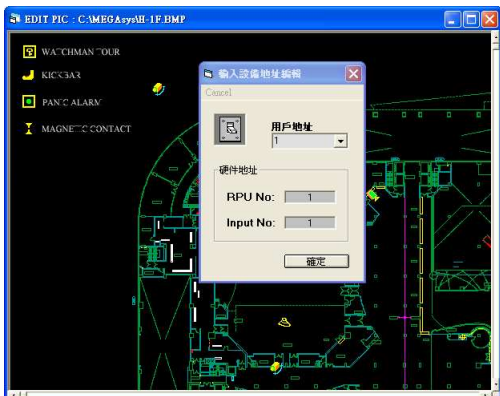 EDIT PIC : C:\MEGAsys\H-1F.BMP
WATCHMAN TOUR
KICKBAR
PANIC ALARM
MAGNETIC CONTACT
輸入設備地址編輯
Cancel
用戶地址
1
硬件地址
RPU No: 1
Input No: 1
確定